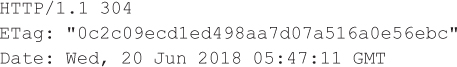 HTTP/1.1 304
ETag: "0c2c09ecd1ed498aa7d07a516a0e56ebc"
Date: Wed, 20 Jun 2018 05:47:11 GMT